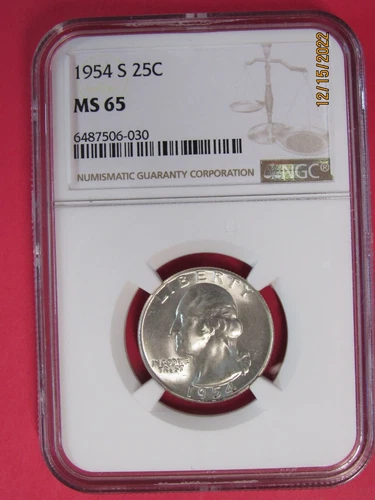 1954 S 25C
MS 65
6487506-030
NGC®
NUMISMATIC GUARANTY CORPORATION
12/15/2022
LIBERTY
IN GOD WE
TRUST
1954